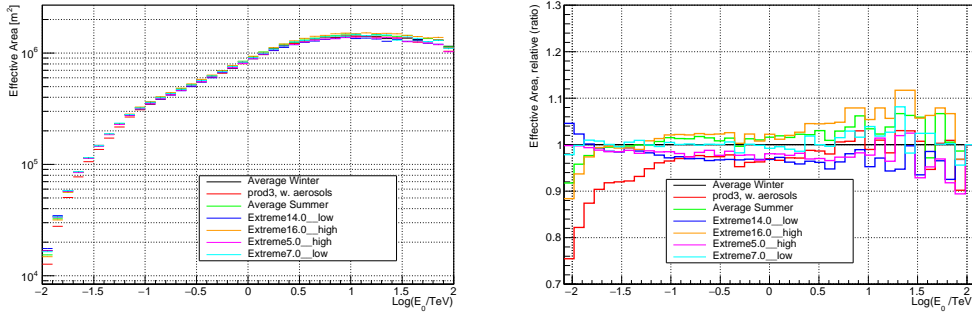 Effective Area [m²]
10⁶
10⁵
10⁴
Average Winter
prod3, w. aerosols
Average Summer
Extreme14.0__low
Extreme16.0__high
Extreme5.0__high
Extreme7.0__low
−2 −1.5 −1 −0.5 0 0.5 1 1.5 2
Log(E₀/TeV)
Effective Area, relative (ratio)
1.3
1.2
1.1
1
0.9
0.8
0.7
Average Winter
prod3, w. aerosols
Average Summer
Extreme14.0__low
Extreme16.0__high
Extreme5.0__high
Extreme7.0__low
−2 −1.5 −1 −0.5 0 0.5 1 1.5 2
Log(E₀/TeV)